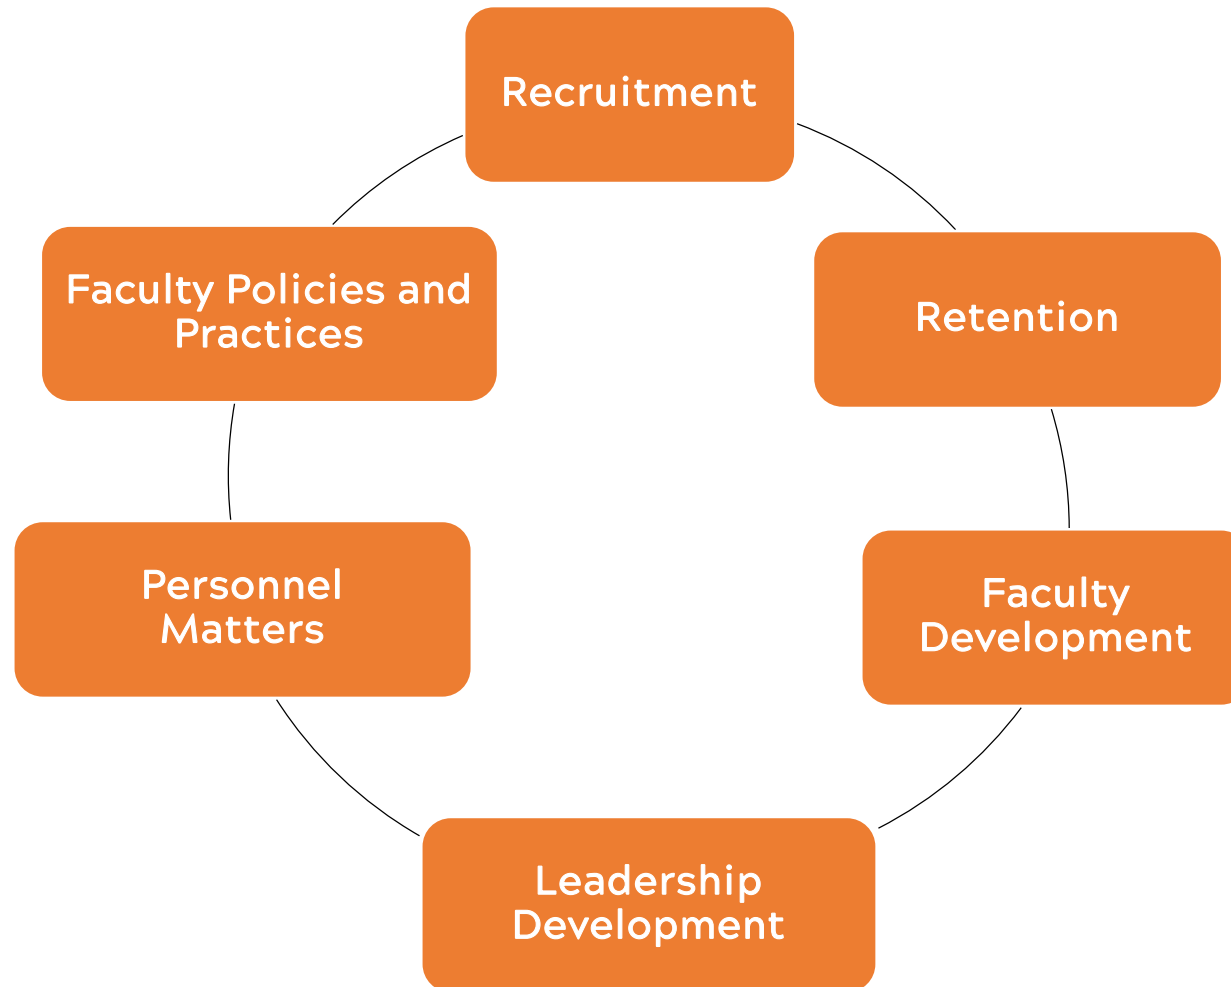 Recruitment
Retention
Faculty
Development
Leadership
Development
Personnel
Matters
Faculty Policies and
Practices